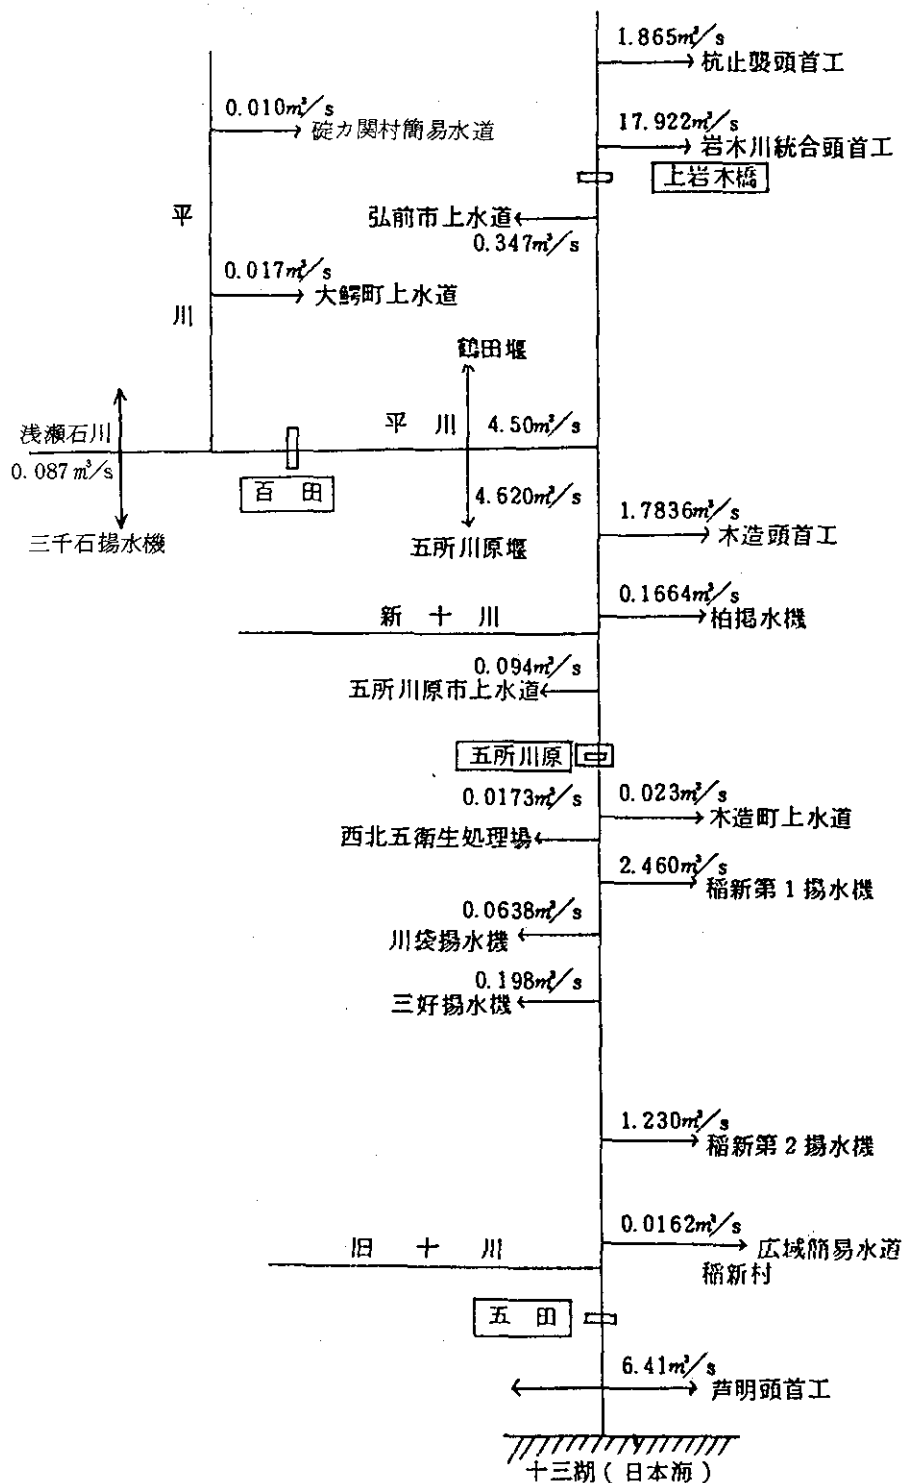 1.865m³/s
杭止堰頭首工
0.010m³/s
碇カ関村簡易水道
17.922m³/s
岩木川統合頭首工
上岩木橋
平
川
弘前市上水道
0.347m³/s
0.017m³/s
大鰐町上水道
鶴田堰
浅瀬石川
0.087m³/s
平川
4.50m³/s
百田
4.620m³/s
三千石揚水機
五所川原堰
1.7836m³/s
木造頭首工
新十川
0.1664m³/s
柏揚水機
0.094m³/s
五所川原市上水道
五所川原
0.0173m³/s
西北五衛生処理場
0.023m³/s
木造町上水道
2.460m³/s
稲新第1揚水機
0.0638m³/s
川袋揚水機
0.198m³/s
三好揚水機
1.230m³/s
稲新第2揚水機
旧十川
0.0162m³/s
広域簡易水道
稲新村
五田
6.41m³/s
芦明頭首工
十三湖(日本海)